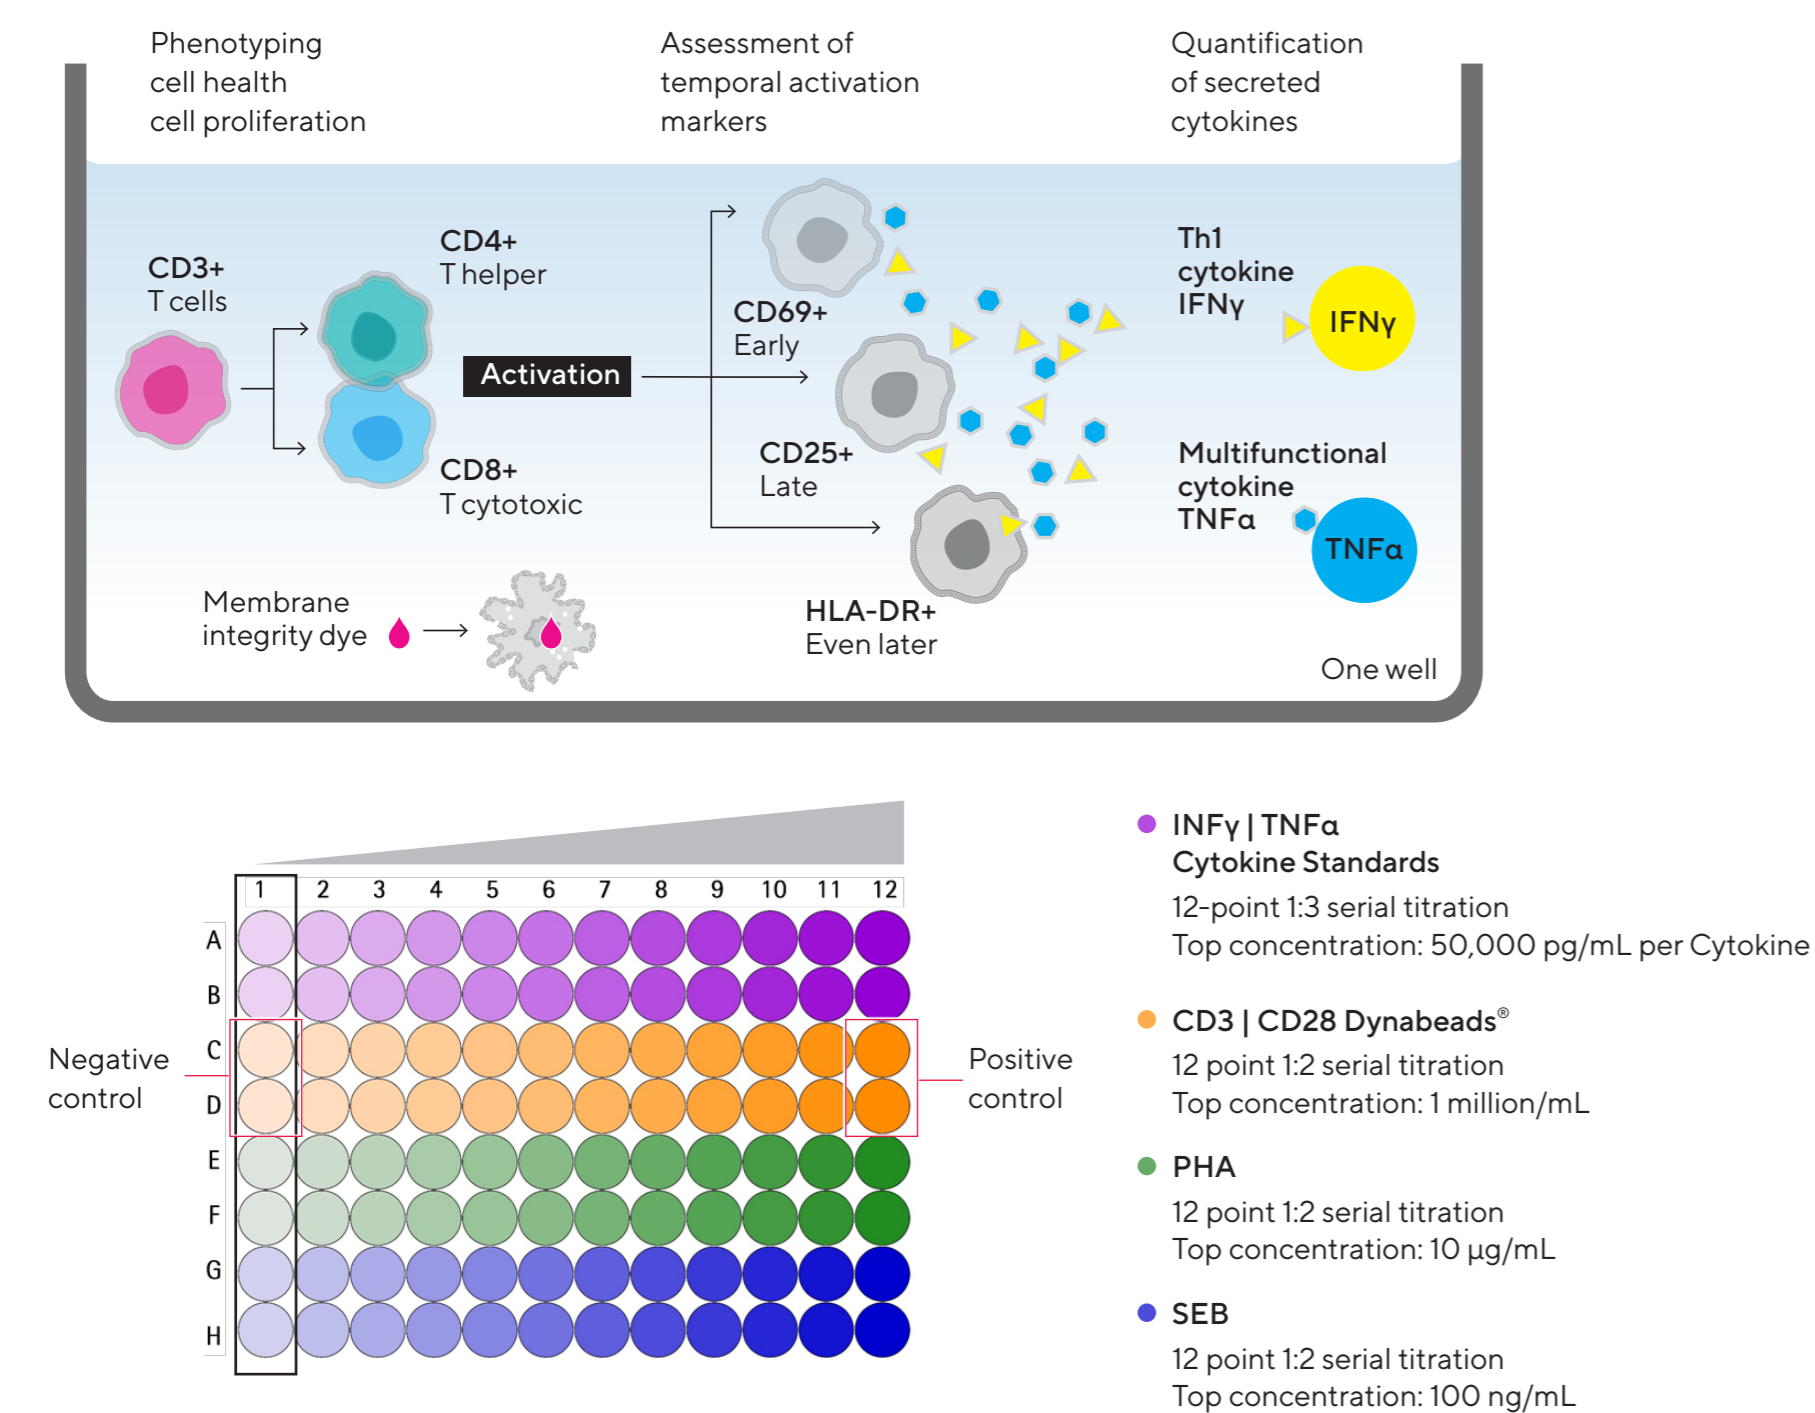 Phenotyping
cell health
cell proliferation
Assessment of
temporal activation
markers
Quantification
of secreted
cytokines
CD3+
T cells
CD4+
T helper
CD8+
T cytotoxic
Activation
CD69+
Early
CD25+
Late
HLA-DR+
Even later
Th1
cytokine
IFNγ
IFNγ
Multifunctional
cytokine
TNFα
TNFα
Membrane
integrity dye
One well
1 2 3 4 5 6 7 8 9 10 11 12
A
B
C
D
E
F
G
H
Negative
control
Positive
control
INFγ | TNFα
Cytokine Standards
12-point 1:3 serial titration
Top concentration: 50,000 pg/mL per Cytokine
CD3 | CD28 Dynabeads®
12 point 1:2 serial titration
Top concentration: 1 million/mL
PHA
12 point 1:2 serial titration
Top concentration: 10 µg/mL
SEB
12 point 1:2 serial titration
Top concentration: 100 ng/mL